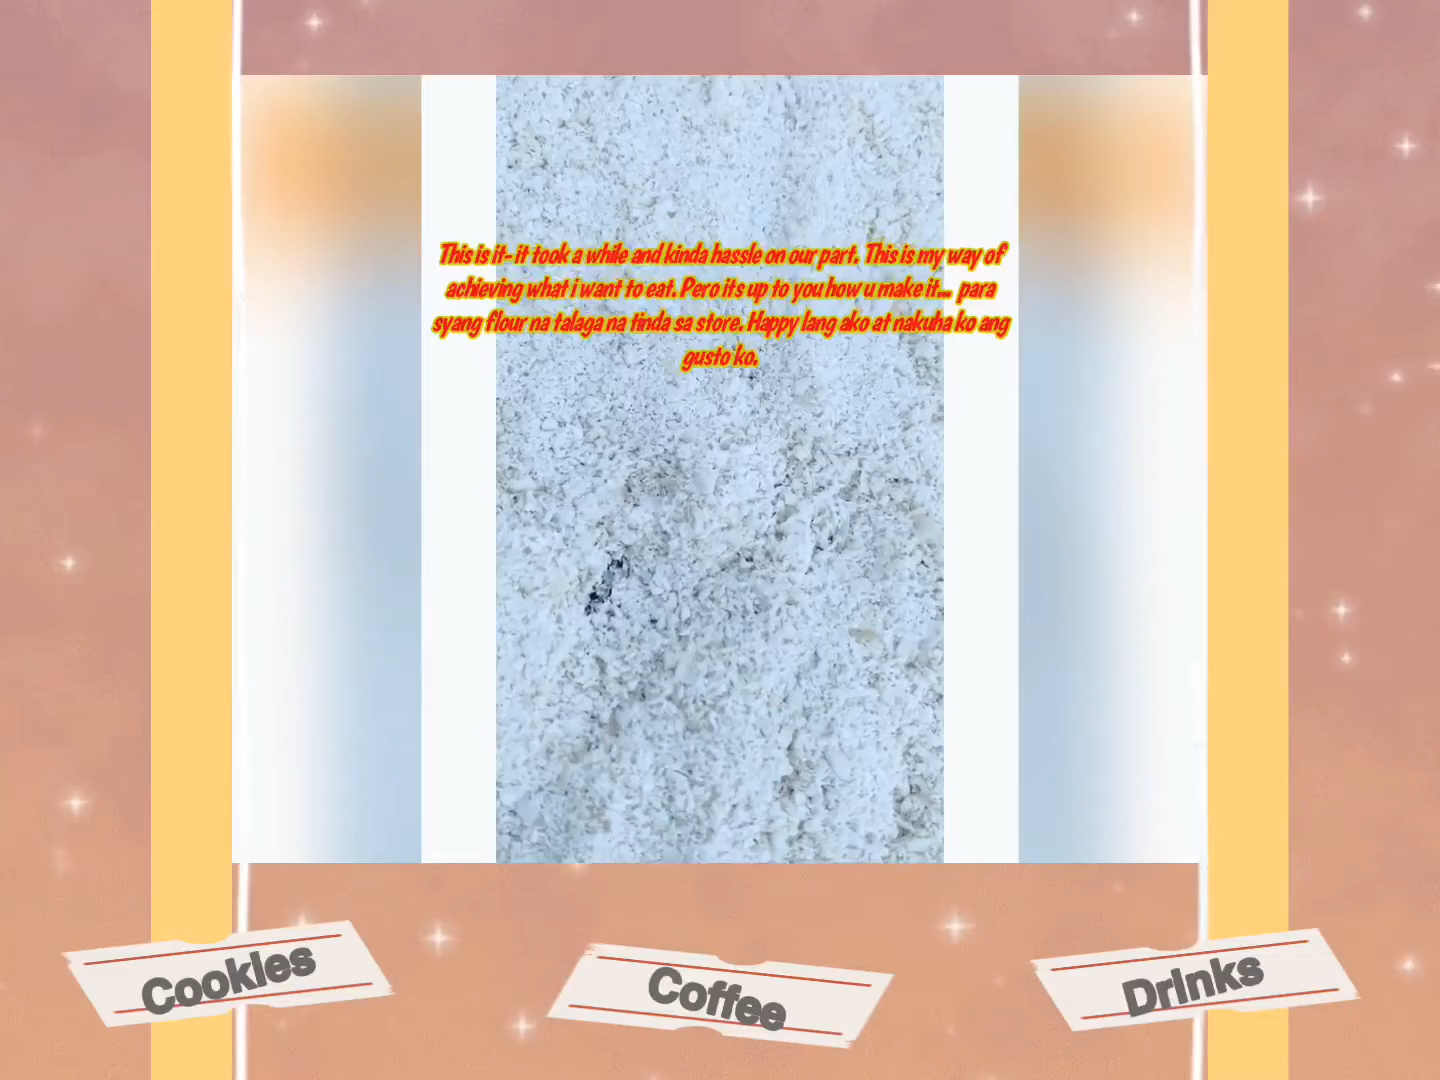 This is it- it took a while and kinda hassle on our part. This is my way of
achieving what i want to eat. Pero its up to you how u make it... para
syang flour na talaga na tinda sa store. Happy lang ako at nakuha ko ang
gusto ko.
Cookies
Coffee
Drinks